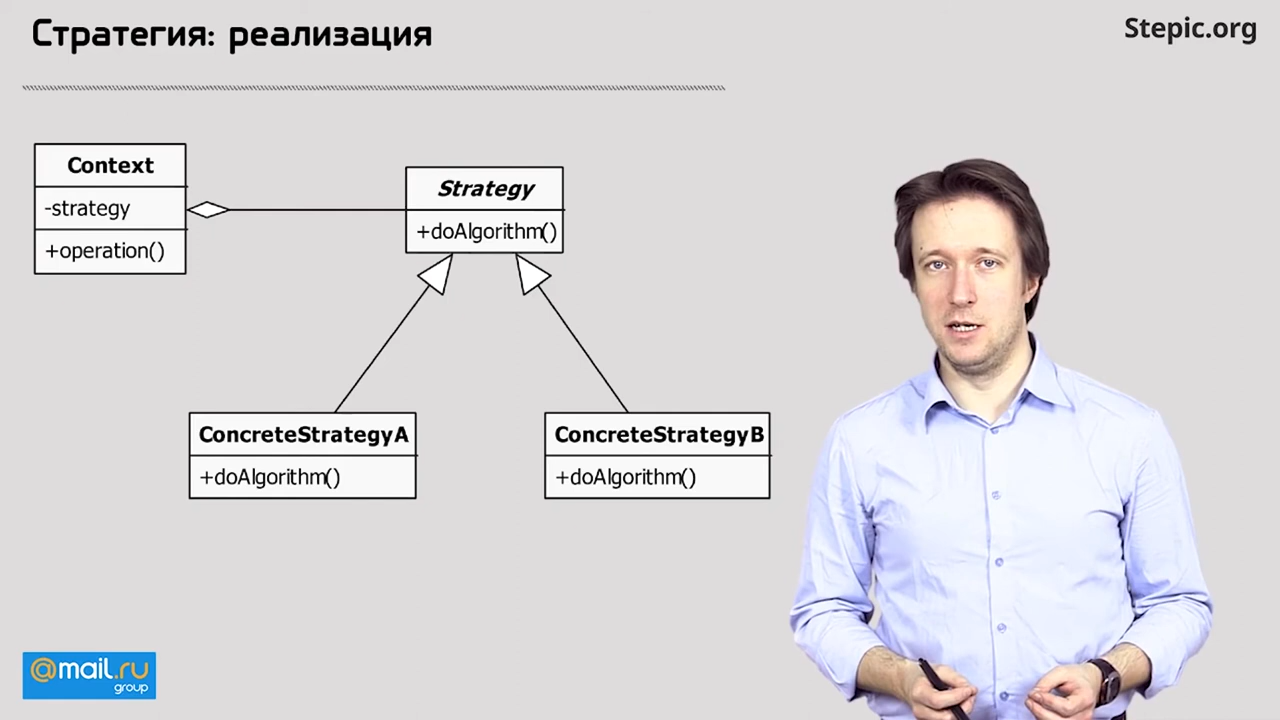 Стратегия: реализация
Stepic.org
Context
-strategy
+operation()
Strategy
+doAlgorithm()
ConcreteStrategyA
+doAlgorithm()
ConcreteStrategyB
+doAlgorithm()
@mail.ru
group